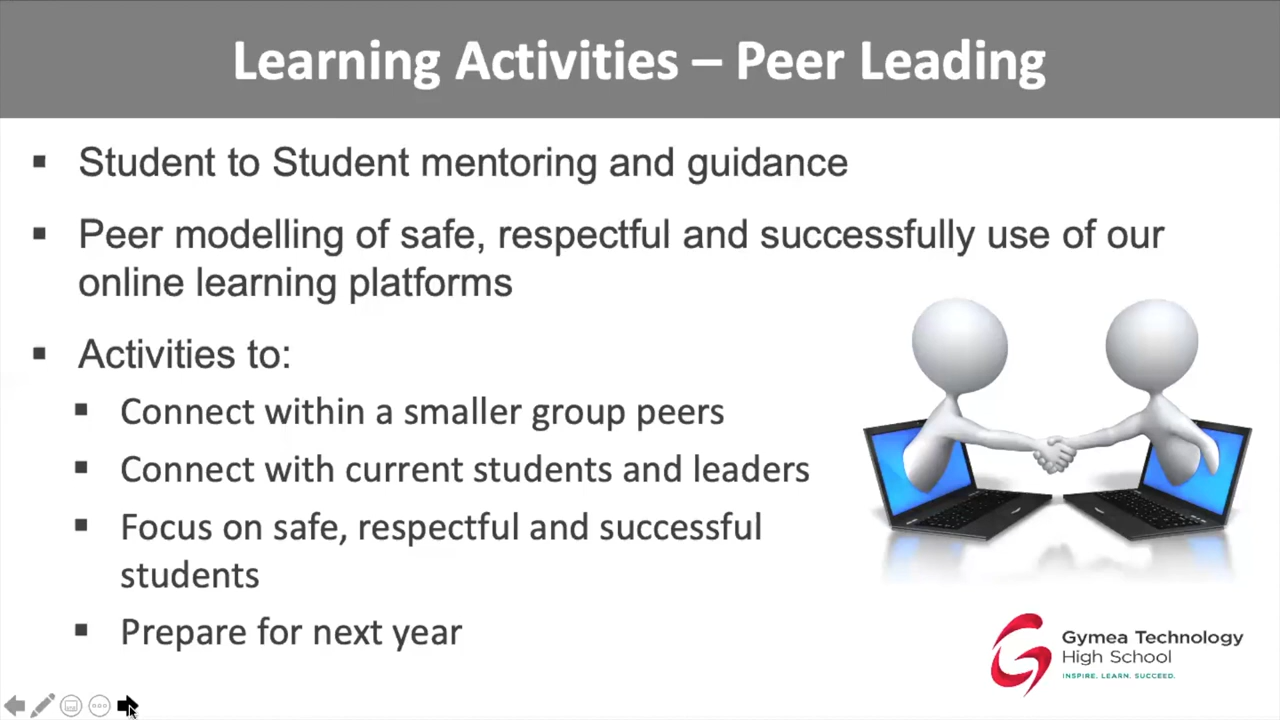 Learning Activities – Peer Leading
Student to Student mentoring and guidance
Peer modelling of safe, respectful and successfully use of our
online learning platforms
Activities to:
Connect within a smaller group peers
Connect with current students and leaders
Focus on safe, respectful and successful
students
Prepare for next year
Gymea Technology
High School
INSPIRE. LEARN. SUCCEED.